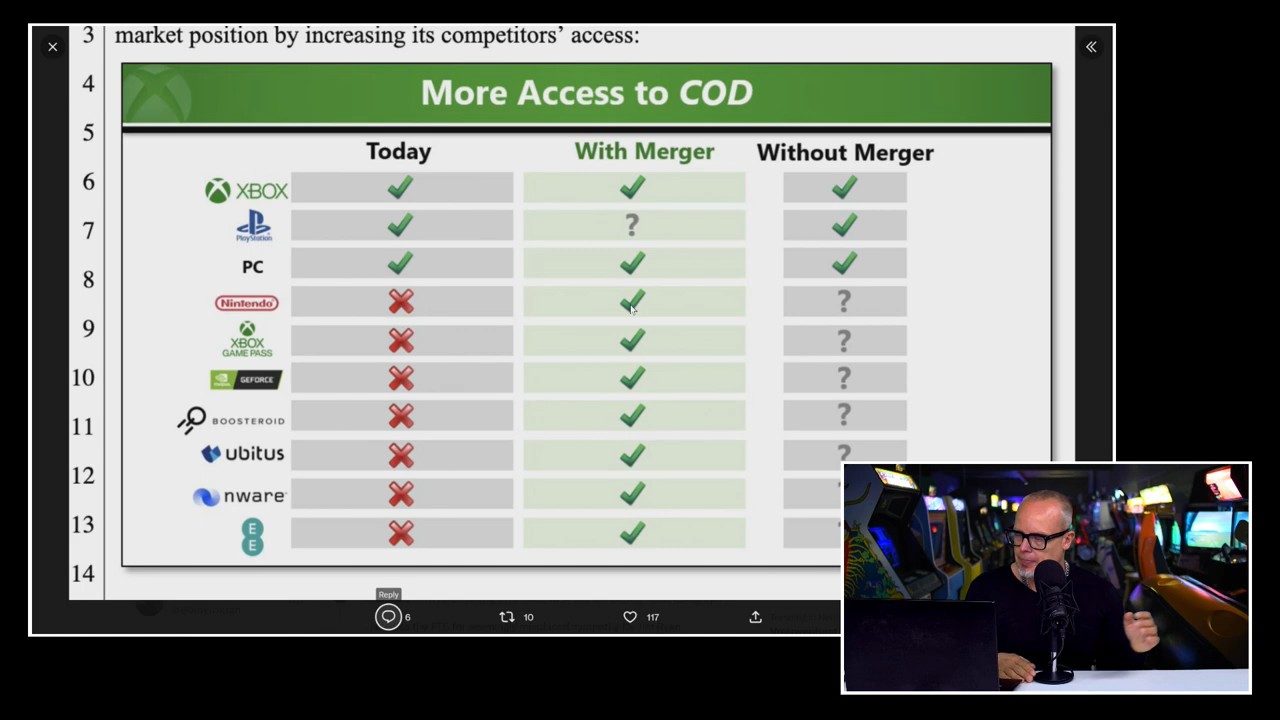 3 market position by increasing its competitors' access:
4
More Access to COD
5
Today With Merger Without Merger
6
XBOX
7
PlayStation
PC
8
Nintendo ?
9
XBOX
GAME PASS ?
10
NVIDIA GEFORCE ?
11
BOOSTEROID ?
ubitus ?
12
nware
13
E
E
14
Reply
6 10 117